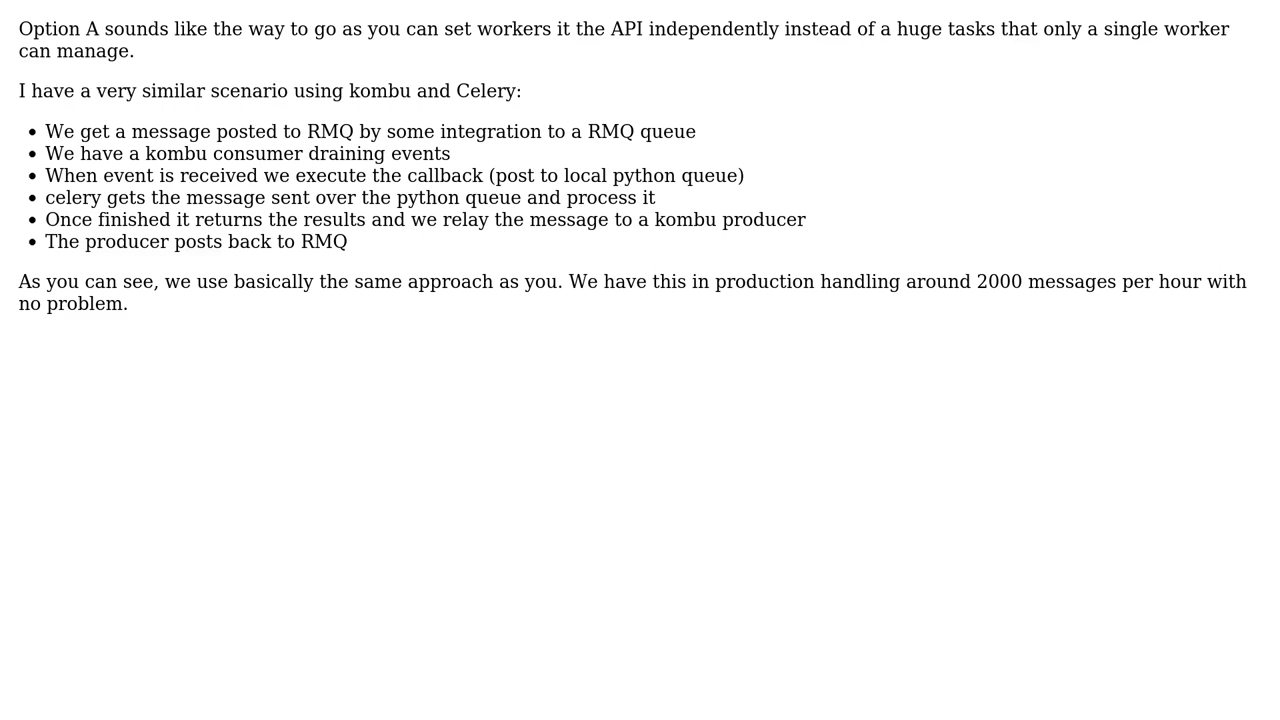 Option A sounds like the way to go as you can set workers it the API independently instead of a huge tasks that only a single worker
can manage.
I have a very similar scenario using kombu and Celery:
• We get a message posted to RMQ by some integration to a RMQ queue
• We have a kombu consumer draining events
• When event is received we execute the callback (post to local python queue)
• celery gets the message sent over the python queue and process it
• Once finished it returns the results and we relay the message to a kombu producer
• The producer posts back to RMQ
As you can see, we use basically the same approach as you. We have this in production handling around 2000 messages per hour with
no problem.